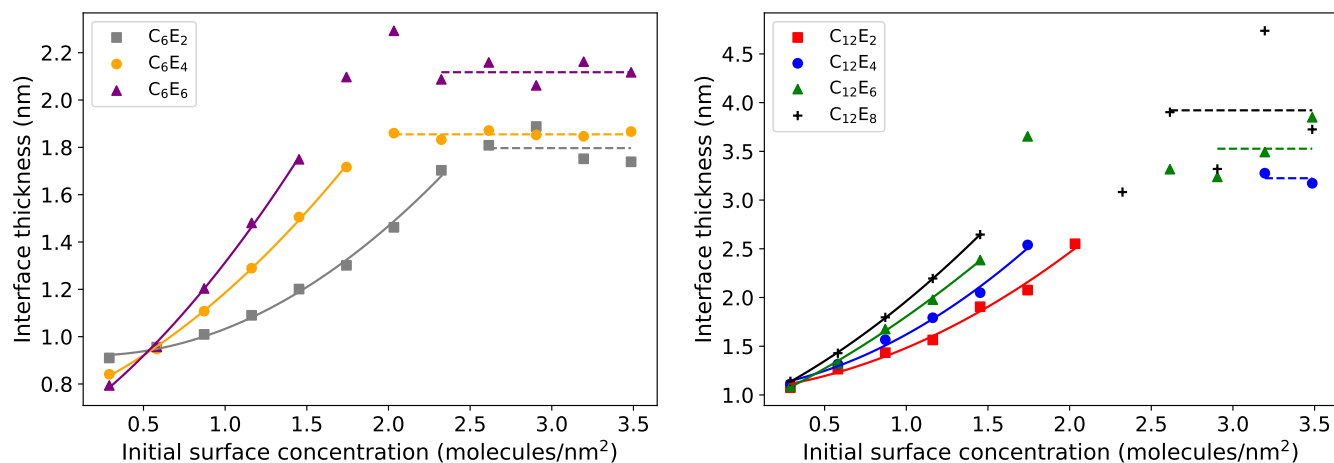 C₆E₂
C₆E₄
C₆E₆
2.2
2.0
1.8
1.6
1.4
1.2
1.0
0.8
Interface thickness (nm)
0.5 1.0 1.5 2.0 2.5 3.0 3.5
Initial surface concentration (molecules/nm²)
C₁₂E₂
C₁₂E₄
C₁₂E₆
C₁₂E₈
4.5
4.0
3.5
3.0
2.5
2.0
1.5
1.0
Interface thickness (nm)
0.5 1.0 1.5 2.0 2.5 3.0 3.5
Initial surface concentration (molecules/nm²)